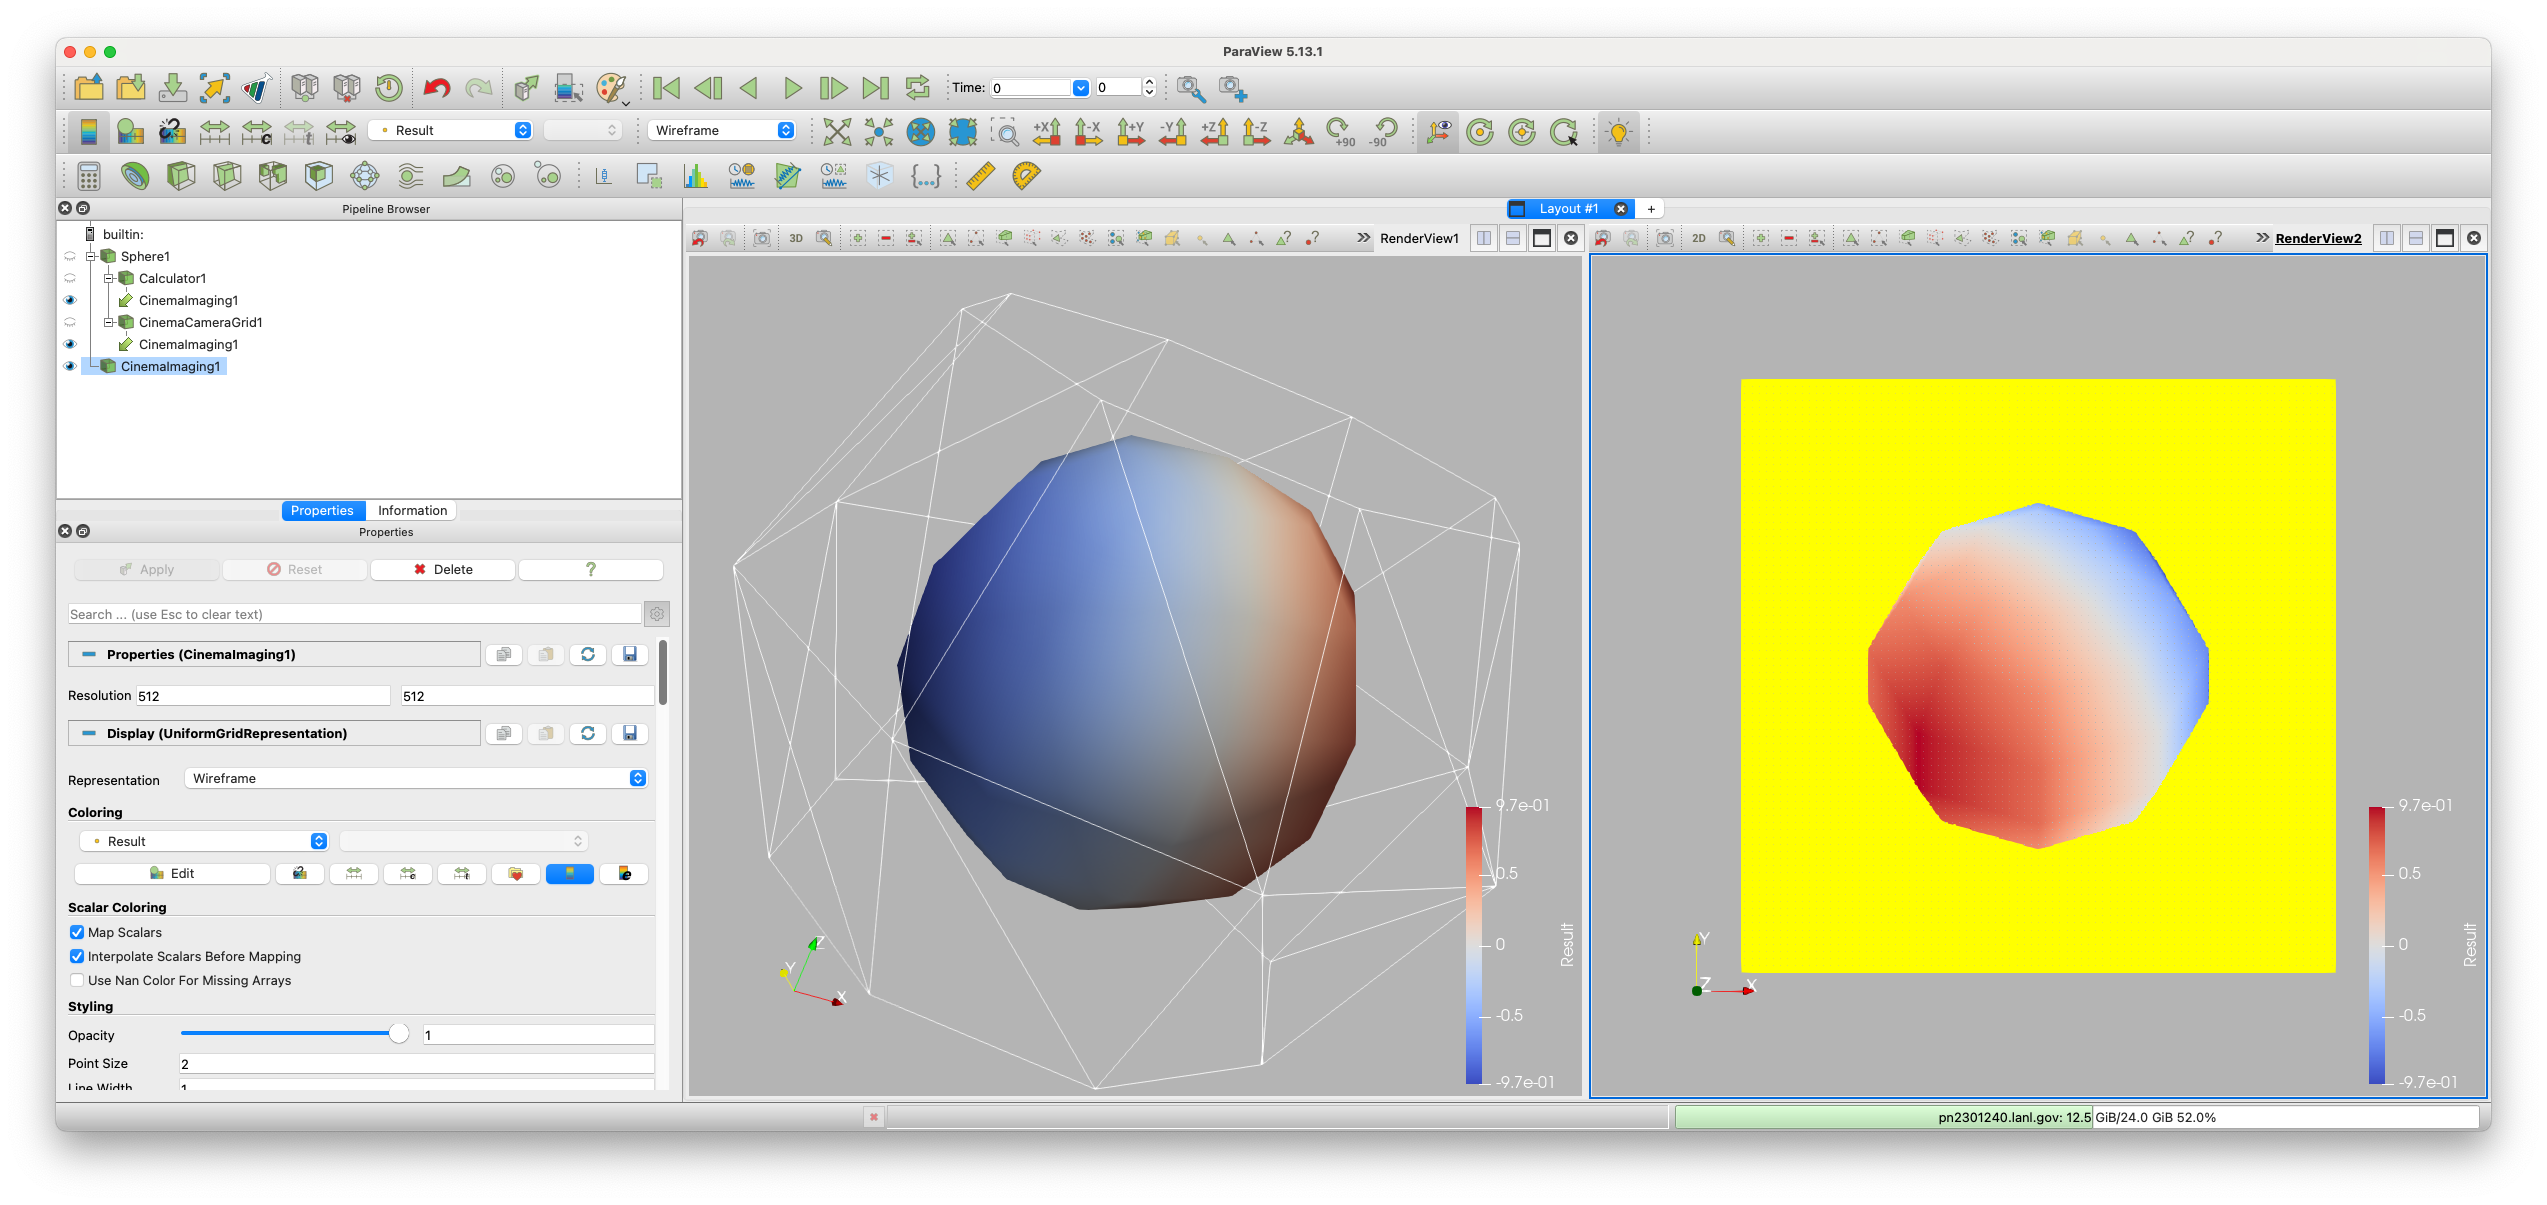 ParaView 5.13.1
Time: 0 0
Result Wireframe +X -X +Y -Y +Z -Z +90 -90
Pipeline Browser
Layout #1 +
builtin:
Sphere1
Calculator1
CinemaImaging1
CinemaCameraGrid1
CinemaImaging1
CinemaImaging1
Properties Information
Properties
Apply Reset Delete ?
Search ... (use Esc to clear text)
Properties (CinemaImaging1)
Resolution 512 512
Display (UniformGridRepresentation)
Representation Wireframe
Coloring
Result
Edit
Scalar Coloring
Map Scalars
Interpolate Scalars Before Mapping
Use Nan Color For Missing Arrays
Styling
Opacity 1
Point Size 2
Line Width 1
3D RenderView1
9.7e-01
0.5
0
-0.5
-9.7e-01
Result
Z
Y
X
2D RenderView2
9.7e-01
0.5
0
-0.5
-9.7e-01
Result
Y
Z X
pn2301240.lanl.gov: 12.5 GiB/24.0 GiB 52.0%